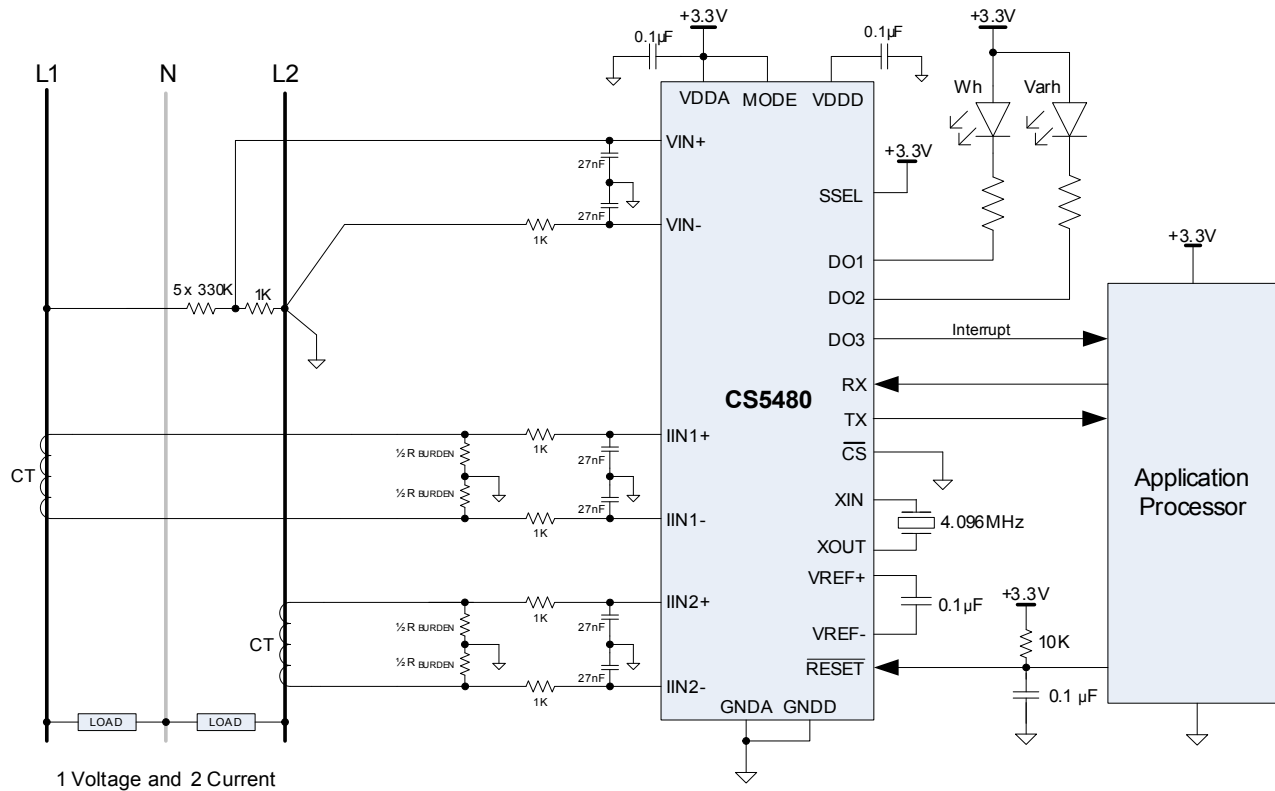 +3.3V
0.1µF
0.1µF
+3.3V
L1
N
L2
VDDA
MODE
VDDD
Wh
Varh
VIN+
27nF
27nF
VIN-
1K
+3.3V
SSEL
+3.3V
DO1
DO2
5 x 330K
1K
DO3
Interrupt
RX
CS5480
TX
CS
IIN1+
1K
27nF
½ R BURDEN
½ R BURDEN
CT
27nF
IIN1-
1K
XIN
4.096MHz
XOUT
Application
Processor
VREF+
0.1µF
VREF-
+3.3V
10K
IIN2+
1K
27nF
½ R BURDEN
½ R BURDEN
CT
27nF
IIN2-
1K
RESET
0.1 µF
LOAD
LOAD
GNDA
GNDD
1 Voltage and 2 Current